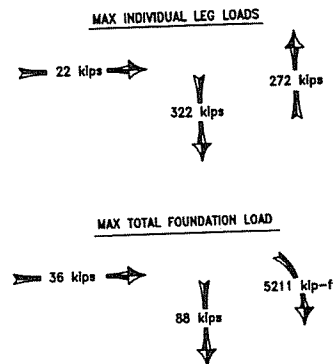 MAX INDIVIDUAL LEG LOADS
22 kips
272 kips
322 kips
MAX TOTAL FOUNDATION LOAD
36 kips
5211 kip-f
88 kips